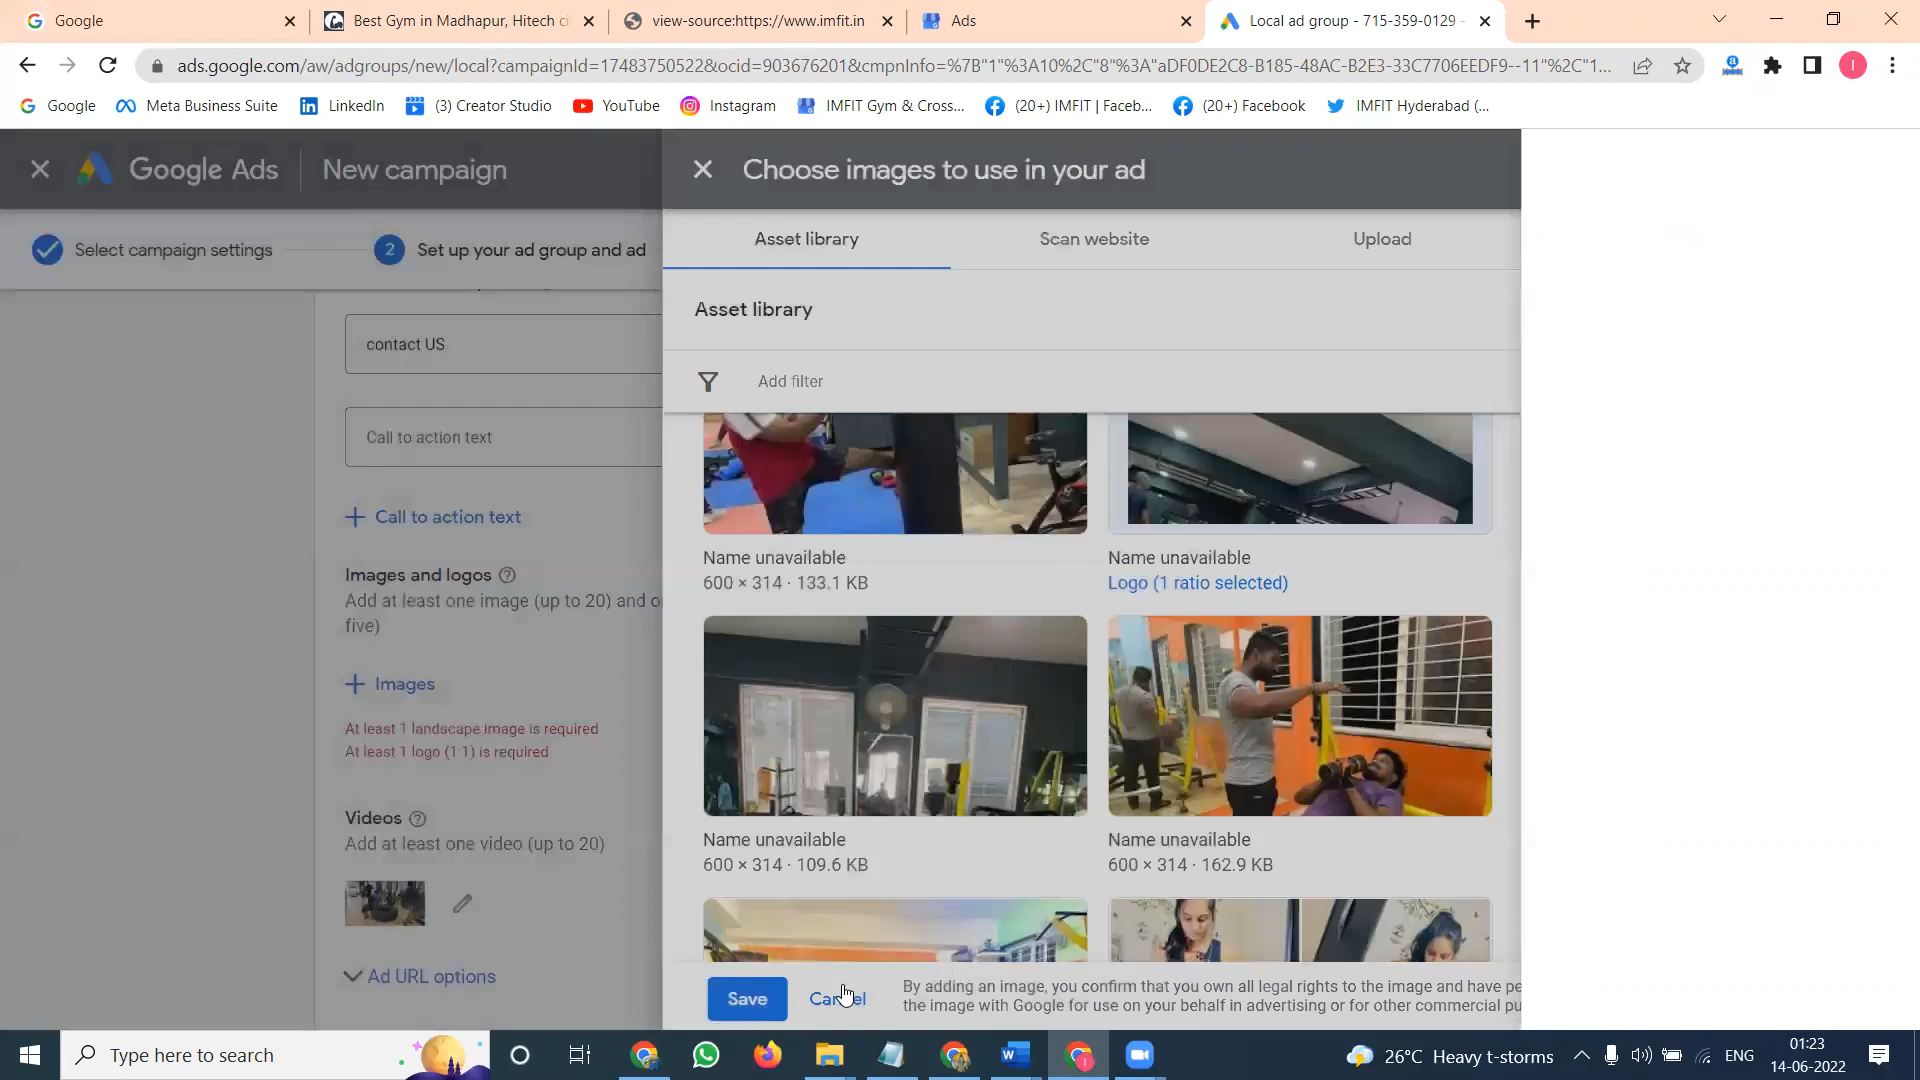 Google
Best Gym in Madhapur, Hitech ci
view-source:https://www.imfit.in
Ads
Local ad group - 715-359-0129 -
ads.google.com/aw/adgroups/new/local?campaignId=17483750522&ocid=903676201&cmpnInfo=%7B"1"%3A10%2C"8"%3A"aDF0DE2C8-B185-48AC-B2E3-33C7706EEDF9--11"%2C"1...
Google
Meta Business Suite
LinkedIn
(3) Creator Studio
YouTube
Instagram
IMFIT Gym & Cross...
(20+) IMFIT | Faceb...
(20+) Facebook
IMFIT Hyderabad (...
Google Ads
New campaign
Choose images to use in your ad
Select campaign settings
2
Set up your ad group and ad
Asset library
Scan website
Upload
Asset library
contact US
Add filter
Call to action text
Call to action text
Images and logos
Add at least one image (up to 20) and o
five)
Images
At least 1 landscape image is required
At least 1 logo (1:1) is required
Videos
Add at least one video (up to 20)
Ad URL options
Name unavailable
600 × 314 · 133.1 KB
Name unavailable
Logo (1 ratio selected)
Name unavailable
600 × 314 · 109.6 KB
Name unavailable
600 × 314 · 162.9 KB
Save
Cancel
By adding an image, you confirm that you own all legal rights to the image and have pe
the image with Google for use on your behalf in advertising or for other commercial pu
Type here to search
26°C Heavy t-storms
ENG
01:23
14-06-2022